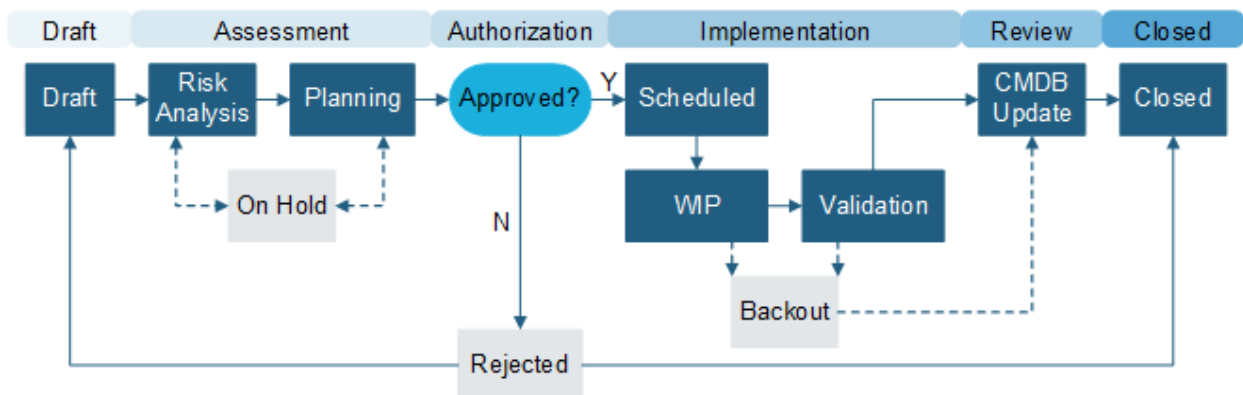 Draft
Assessment
Authorization
Implementation
Review
Closed
Draft
Risk
Analysis
Planning
Approved?
Y
Scheduled
CMDB
Update
Closed
On Hold
N
WIP
Validation
Backout
Rejected